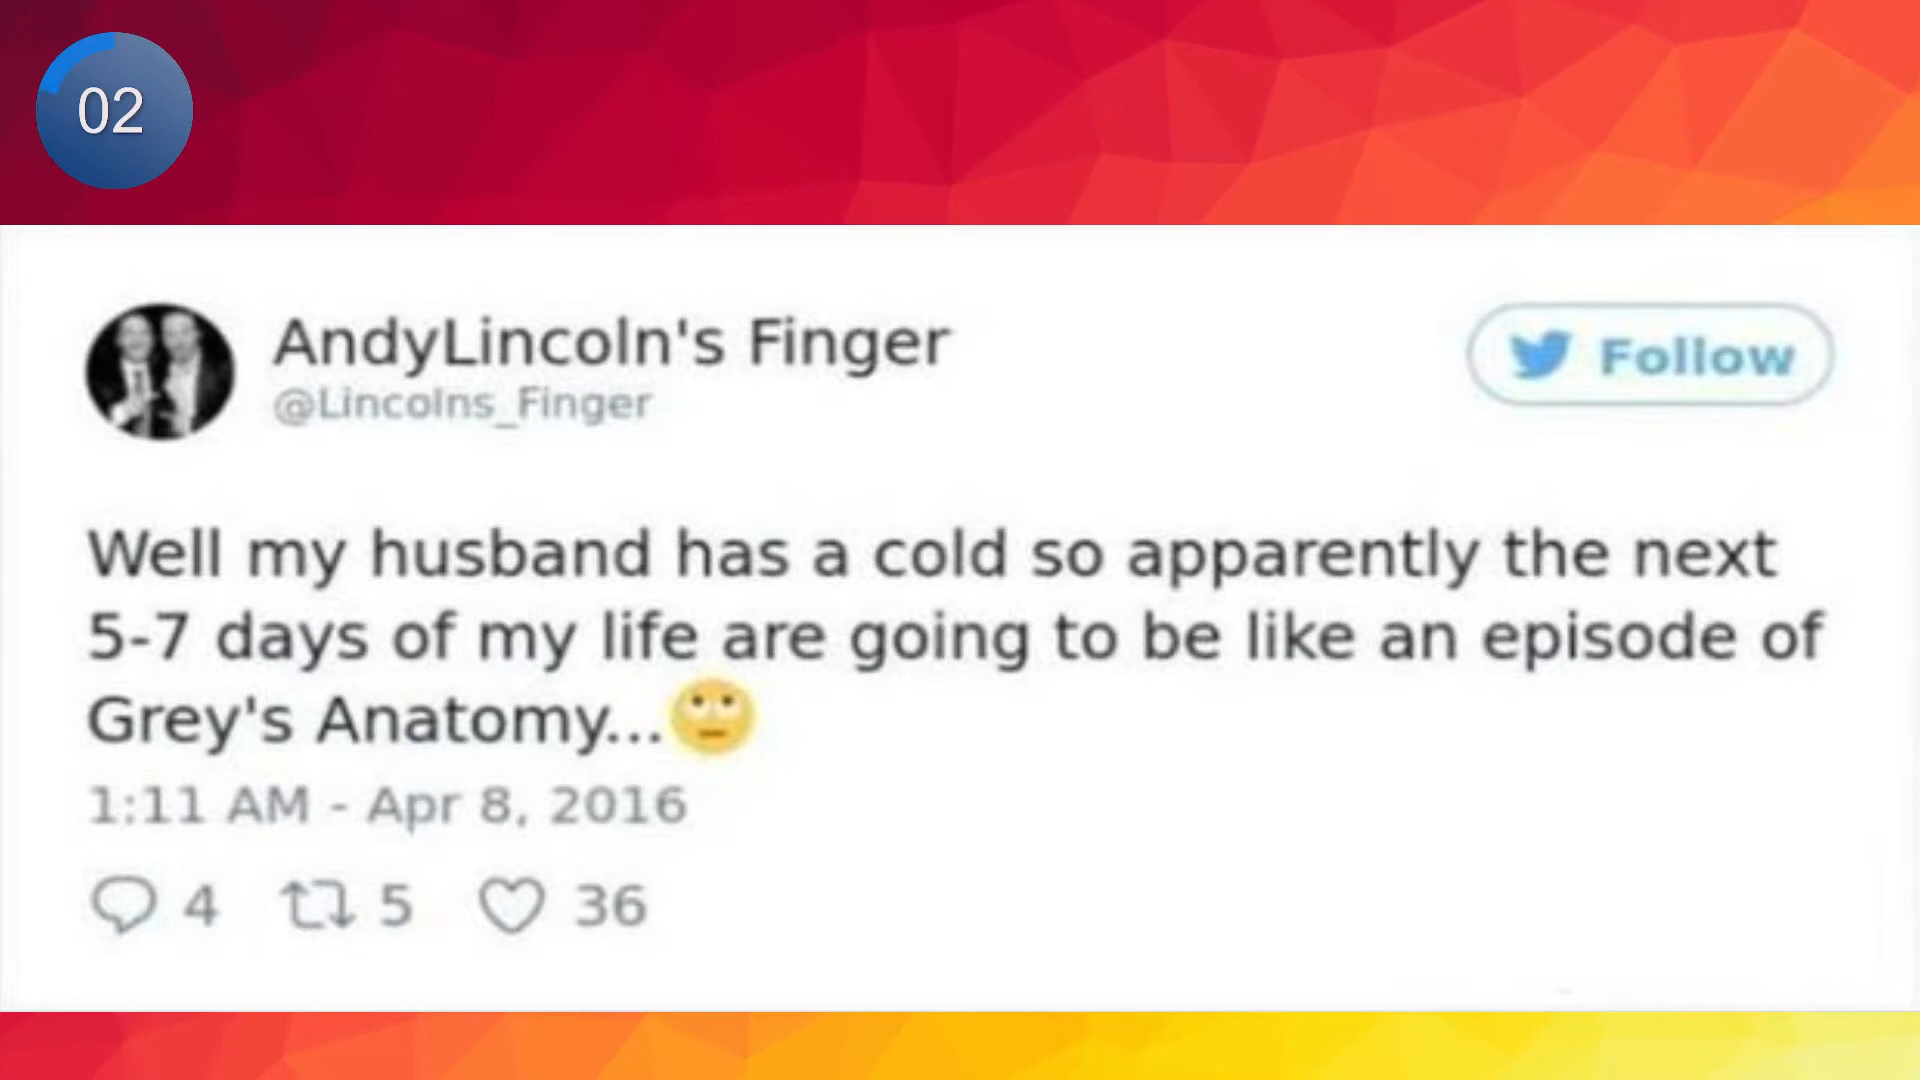 02
AndyLincoln's Finger
@Lincolns_Finger
Follow
Well my husband has a cold so apparently the next
5-7 days of my life are going to be like an episode of
Grey's Anatomy...🙄
1:11 AM - Apr 8, 2016
4 5 36